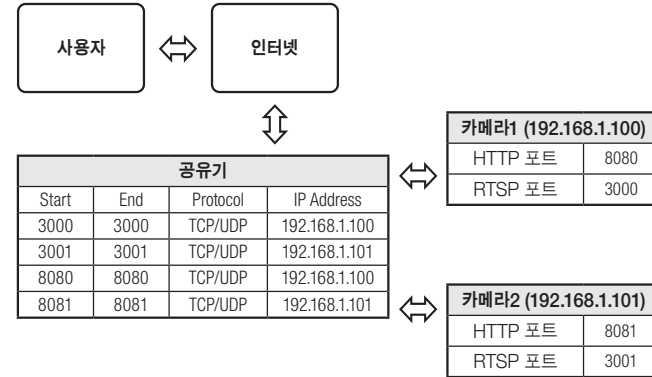 사용자
인터넷
공유기
Start End Protocol IP Address
3000 3000 TCP/UDP 192.168.1.100
3001 3001 TCP/UDP 192.168.1.101
8080 8080 TCP/UDP 192.168.1.100
8081 8081 TCP/UDP 192.168.1.101
카메라1 (192.168.1.100)
HTTP 포트 8080
RTSP 포트 3000
카메라2 (192.168.1.101)
HTTP 포트 8081
RTSP 포트 3001